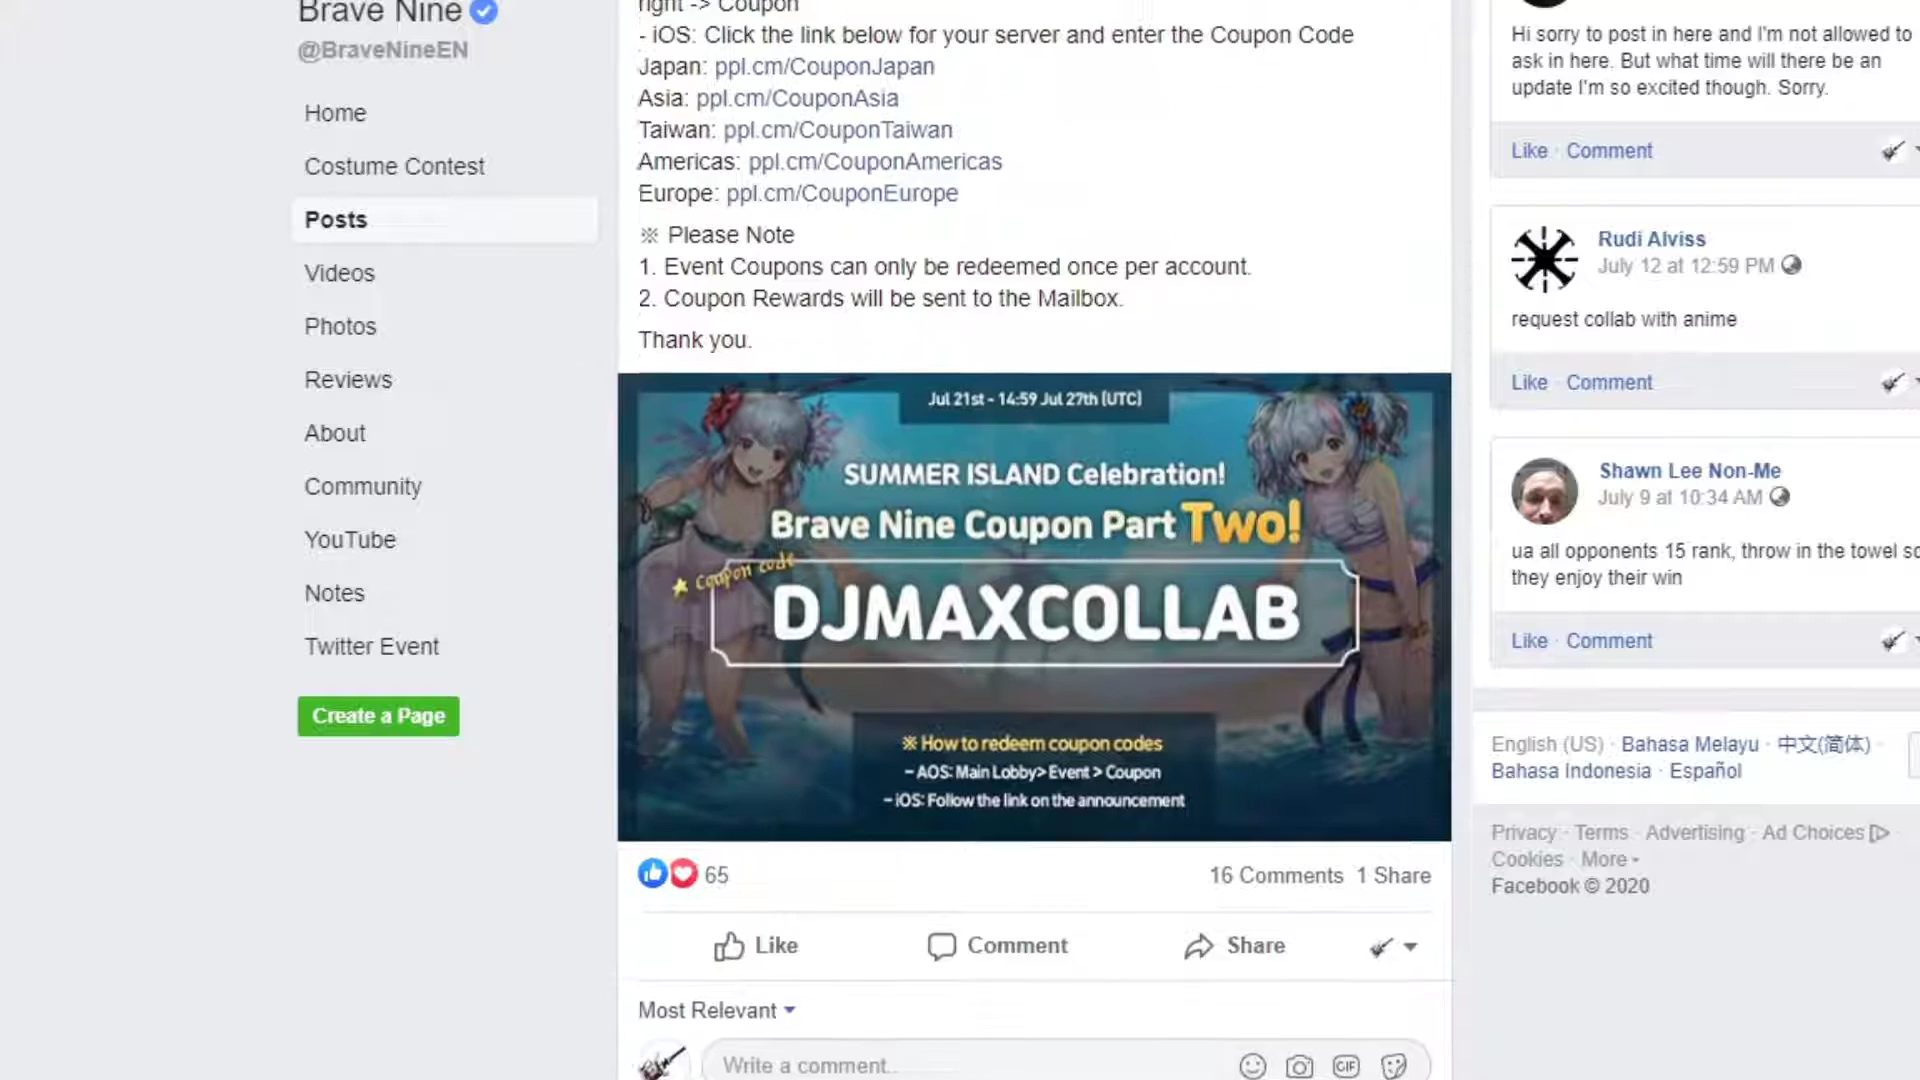 Brave Nine
@BraveNineEN
Home
Costume Contest
Posts
Videos
Photos
Reviews
About
Community
YouTube
Notes
Twitter Event
Create a Page
right -> Coupon
- iOS: Click the link below for your server and enter the Coupon Code
Japan: ppl.cm/CouponJapan
Asia: ppl.cm/CouponAsia
Taiwan: ppl.cm/CouponTaiwan
Americas: ppl.cm/CouponAmericas
Europe: ppl.cm/CouponEurope
※ Please Note
1. Event Coupons can only be redeemed once per account.
2. Coupon Rewards will be sent to the Mailbox.
Thank you.
Jul 21st - 14:59 Jul 27th (UTC)
SUMMER ISLAND Celebration!
Brave Nine Coupon Part Two!
★ Coupon code
DJMAXCOLLAB
※ How to redeem coupon codes
- AOS: Main Lobby> Event > Coupon
- iOS: Follow the link on the announcement
65
16 Comments 1 Share
Like Comment Share
Most Relevant
Write a comment...
GIF
Hi sorry to post in here and I'm not allowed to
ask in here. But what time will there be an
update I'm so excited though. Sorry.
Like · Comment
Rudi Alviss
July 12 at 12:59 PM
request collab with anime
Like · Comment
Shawn Lee Non-Me
July 9 at 10:34 AM
ua all opponents 15 rank, throw in the towel so
they enjoy their win
Like · Comment
English (US) · Bahasa Melayu · 中文(简体) ·
Bahasa Indonesia · Español
Privacy · Terms · Advertising · Ad Choices
Cookies · More
Facebook © 2020